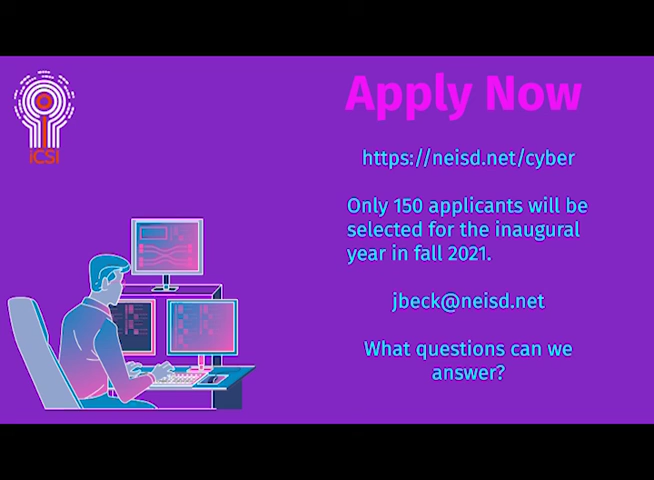 iCSI
Apply Now
https://neisd.net/cyber
Only 150 applicants will be
selected for the inaugural
year in fall 2021.
jbeck@neisd.net
What questions can we
answer?